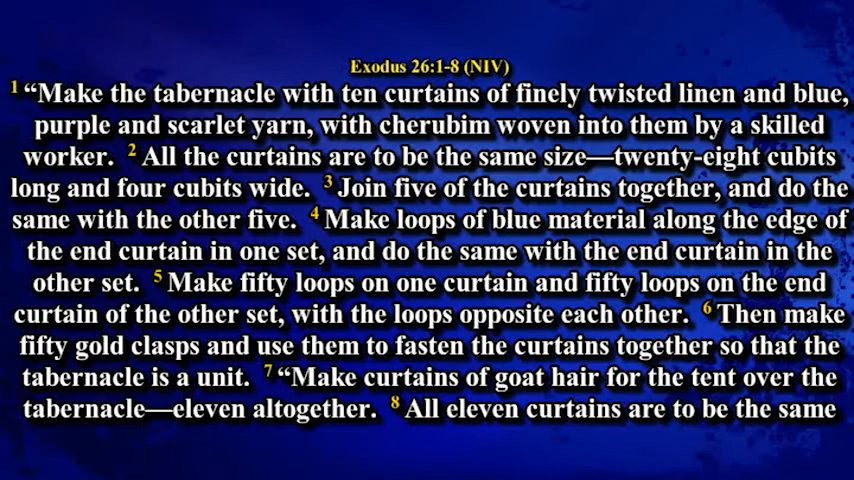 Exodus 26:1-8 (NIV)
1 “Make the tabernacle with ten curtains of finely twisted linen and blue,
purple and scarlet yarn, with cherubim woven into them by a skilled
worker. 2 All the curtains are to be the same size—twenty-eight cubits
long and four cubits wide. 3 Join five of the curtains together, and do the
same with the other five. 4 Make loops of blue material along the edge of
the end curtain in one set, and do the same with the end curtain in the
other set. 5 Make fifty loops on one curtain and fifty loops on the end
curtain of the other set, with the loops opposite each other. 6 Then make
fifty gold clasps and use them to fasten the curtains together so that the
tabernacle is a unit. 7 “Make curtains of goat hair for the tent over the
tabernacle—eleven altogether. 8 All eleven curtains are to be the same